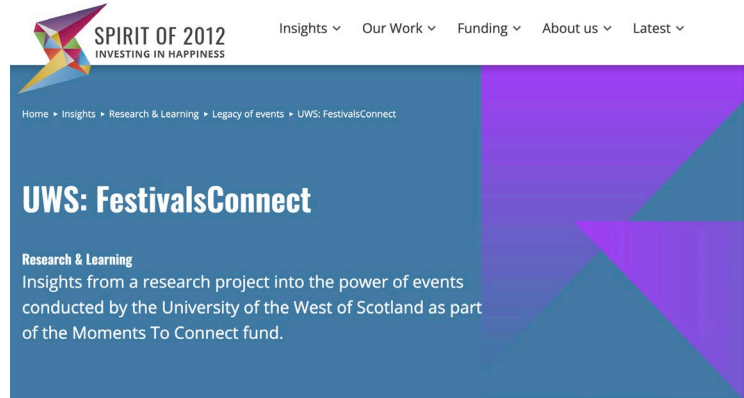 SPIRIT OF 2012
INVESTING IN HAPPINESS
Insights
Our Work
Funding
About us
Latest
Home ▸ Insights ▸ Research & Learning ▸ Legacy of events ▸ UWS: FestivalsConnect
UWS: FestivalsConnect
Research & Learning
Insights from a research project into the power of events
conducted by the University of the West of Scotland as part
of the Moments To Connect fund.